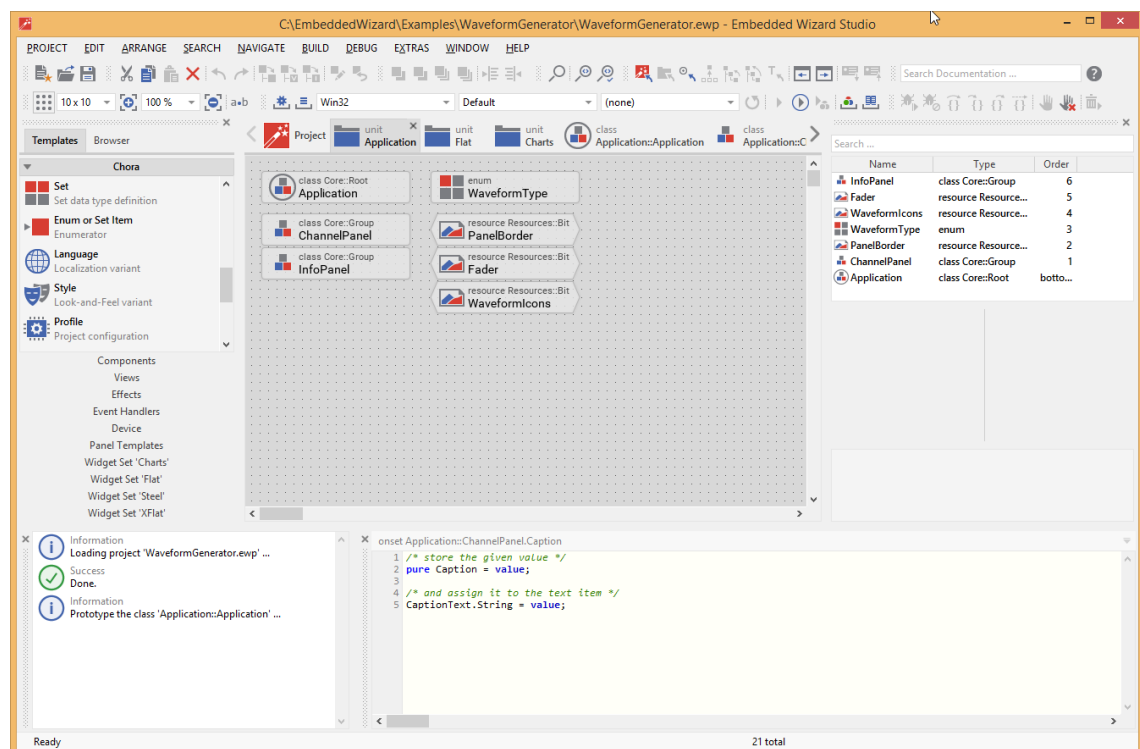 C:\EmbeddedWizard\Examples\WaveformGenerator\WaveformGenerator.ewp - Embedded Wizard Studio
PROJECT EDIT ARRANGE SEARCH NAVIGATE BUILD DEBUG EXTRAS WINDOW HELP
Search Documentation ...
10 x 10 100 % a↔b Win32 Default (none)
Templates Browser
Project
unit
Application
unit
Flat
unit
Charts
class
Application::Application
class
Application::C
Chora
Set
Set data type definition
Enum or Set Item
Enumerator
Language
Localization variant
Style
Look-and-Feel variant
Profile
Project configuration
Components
Views
Effects
Event Handlers
Device
Panel Templates
Widget Set 'Charts'
Widget Set 'Flat'
Widget Set 'Steel'
Widget Set 'XFlat'
class Core::Root
Application
enum
WaveformType
class Core::Group
ChannelPanel
resource Resources::Bit
PanelBorder
class Core::Group
InfoPanel
resource Resources::Bit
Fader
resource Resources::Bit
WaveformIcons
Search ...
Name Type Order
InfoPanel class Core::Group 6
Fader resource Resource... 5
WaveformIcons resource Resource... 4
WaveformType enum 3
PanelBorder resource Resource... 2
ChannelPanel class Core::Group 1
Application class Core::Root botto...
Information
Loading project 'WaveformGenerator.ewp' ...
Success
Done.
Information
Prototype the class 'Application::Application' ...
onset Application::ChannelPanel.Caption
1 /* store the given value */
2 pure Caption = value;
3
4 /* and assign it to the text item */
5 CaptionText.String = value;
Ready
21 total